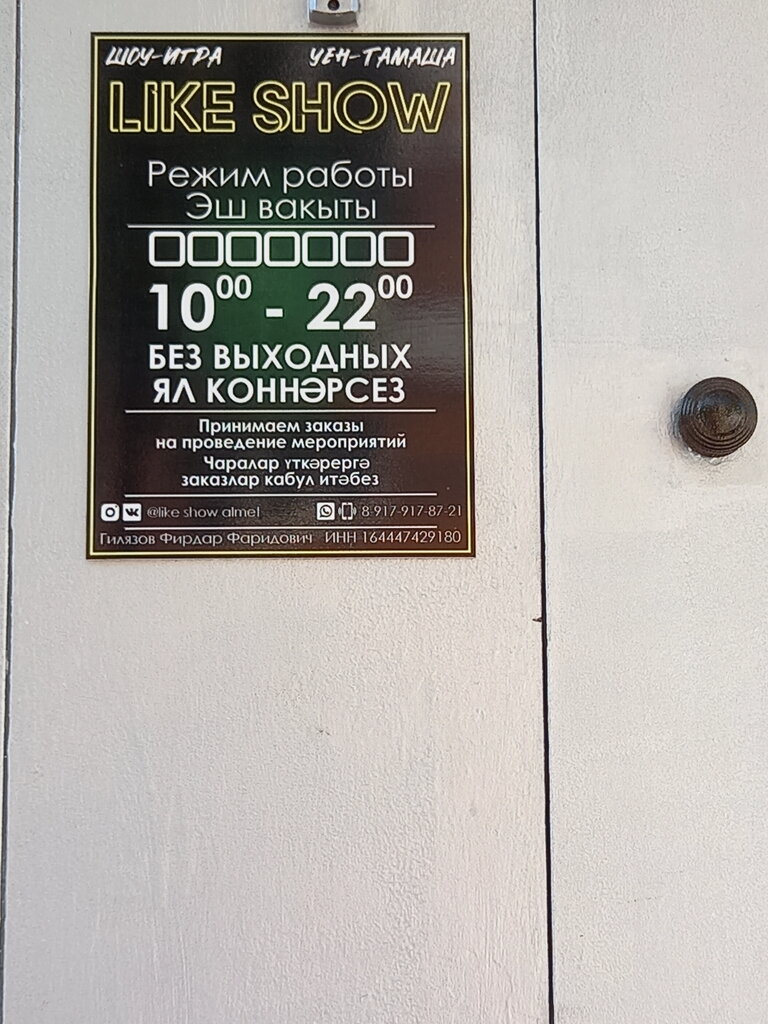 ШОУ-ИГРА УЕН-ТАМАША
LIKE SHOW
Режим работы
Эш вакыты
10⁰⁰ - 22⁰⁰
БЕЗ ВЫХОДНЫХ
ЯЛ КОННӘРСЕЗ
Принимаем заказы
на проведение мероприятий
Чаралар үткәрергә
заказлар кабул итәбез
@like show almet 8-917-917-87-21
Гилязов Фирдар Фаридович ИНН 164447429180